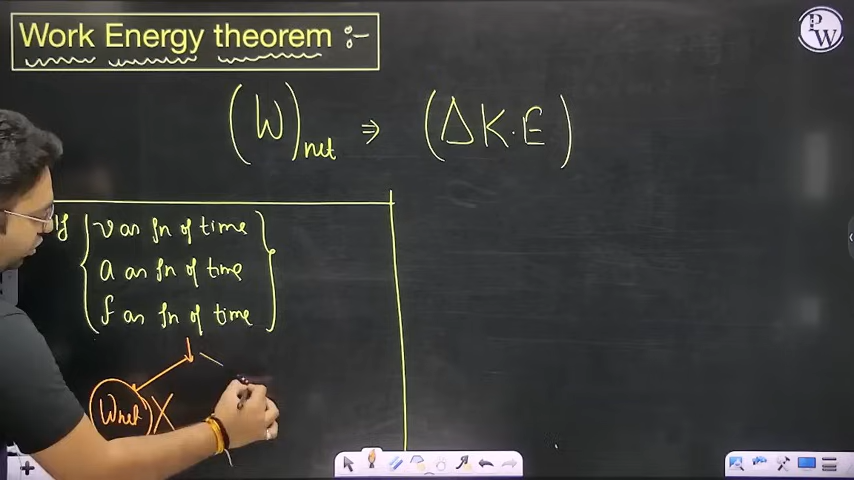 Work Energy theorem :-
PW
(W)net ⇒ (ΔK.E)
If { v as fn of time
a as fn of time
f as fn of time }
Wnet X